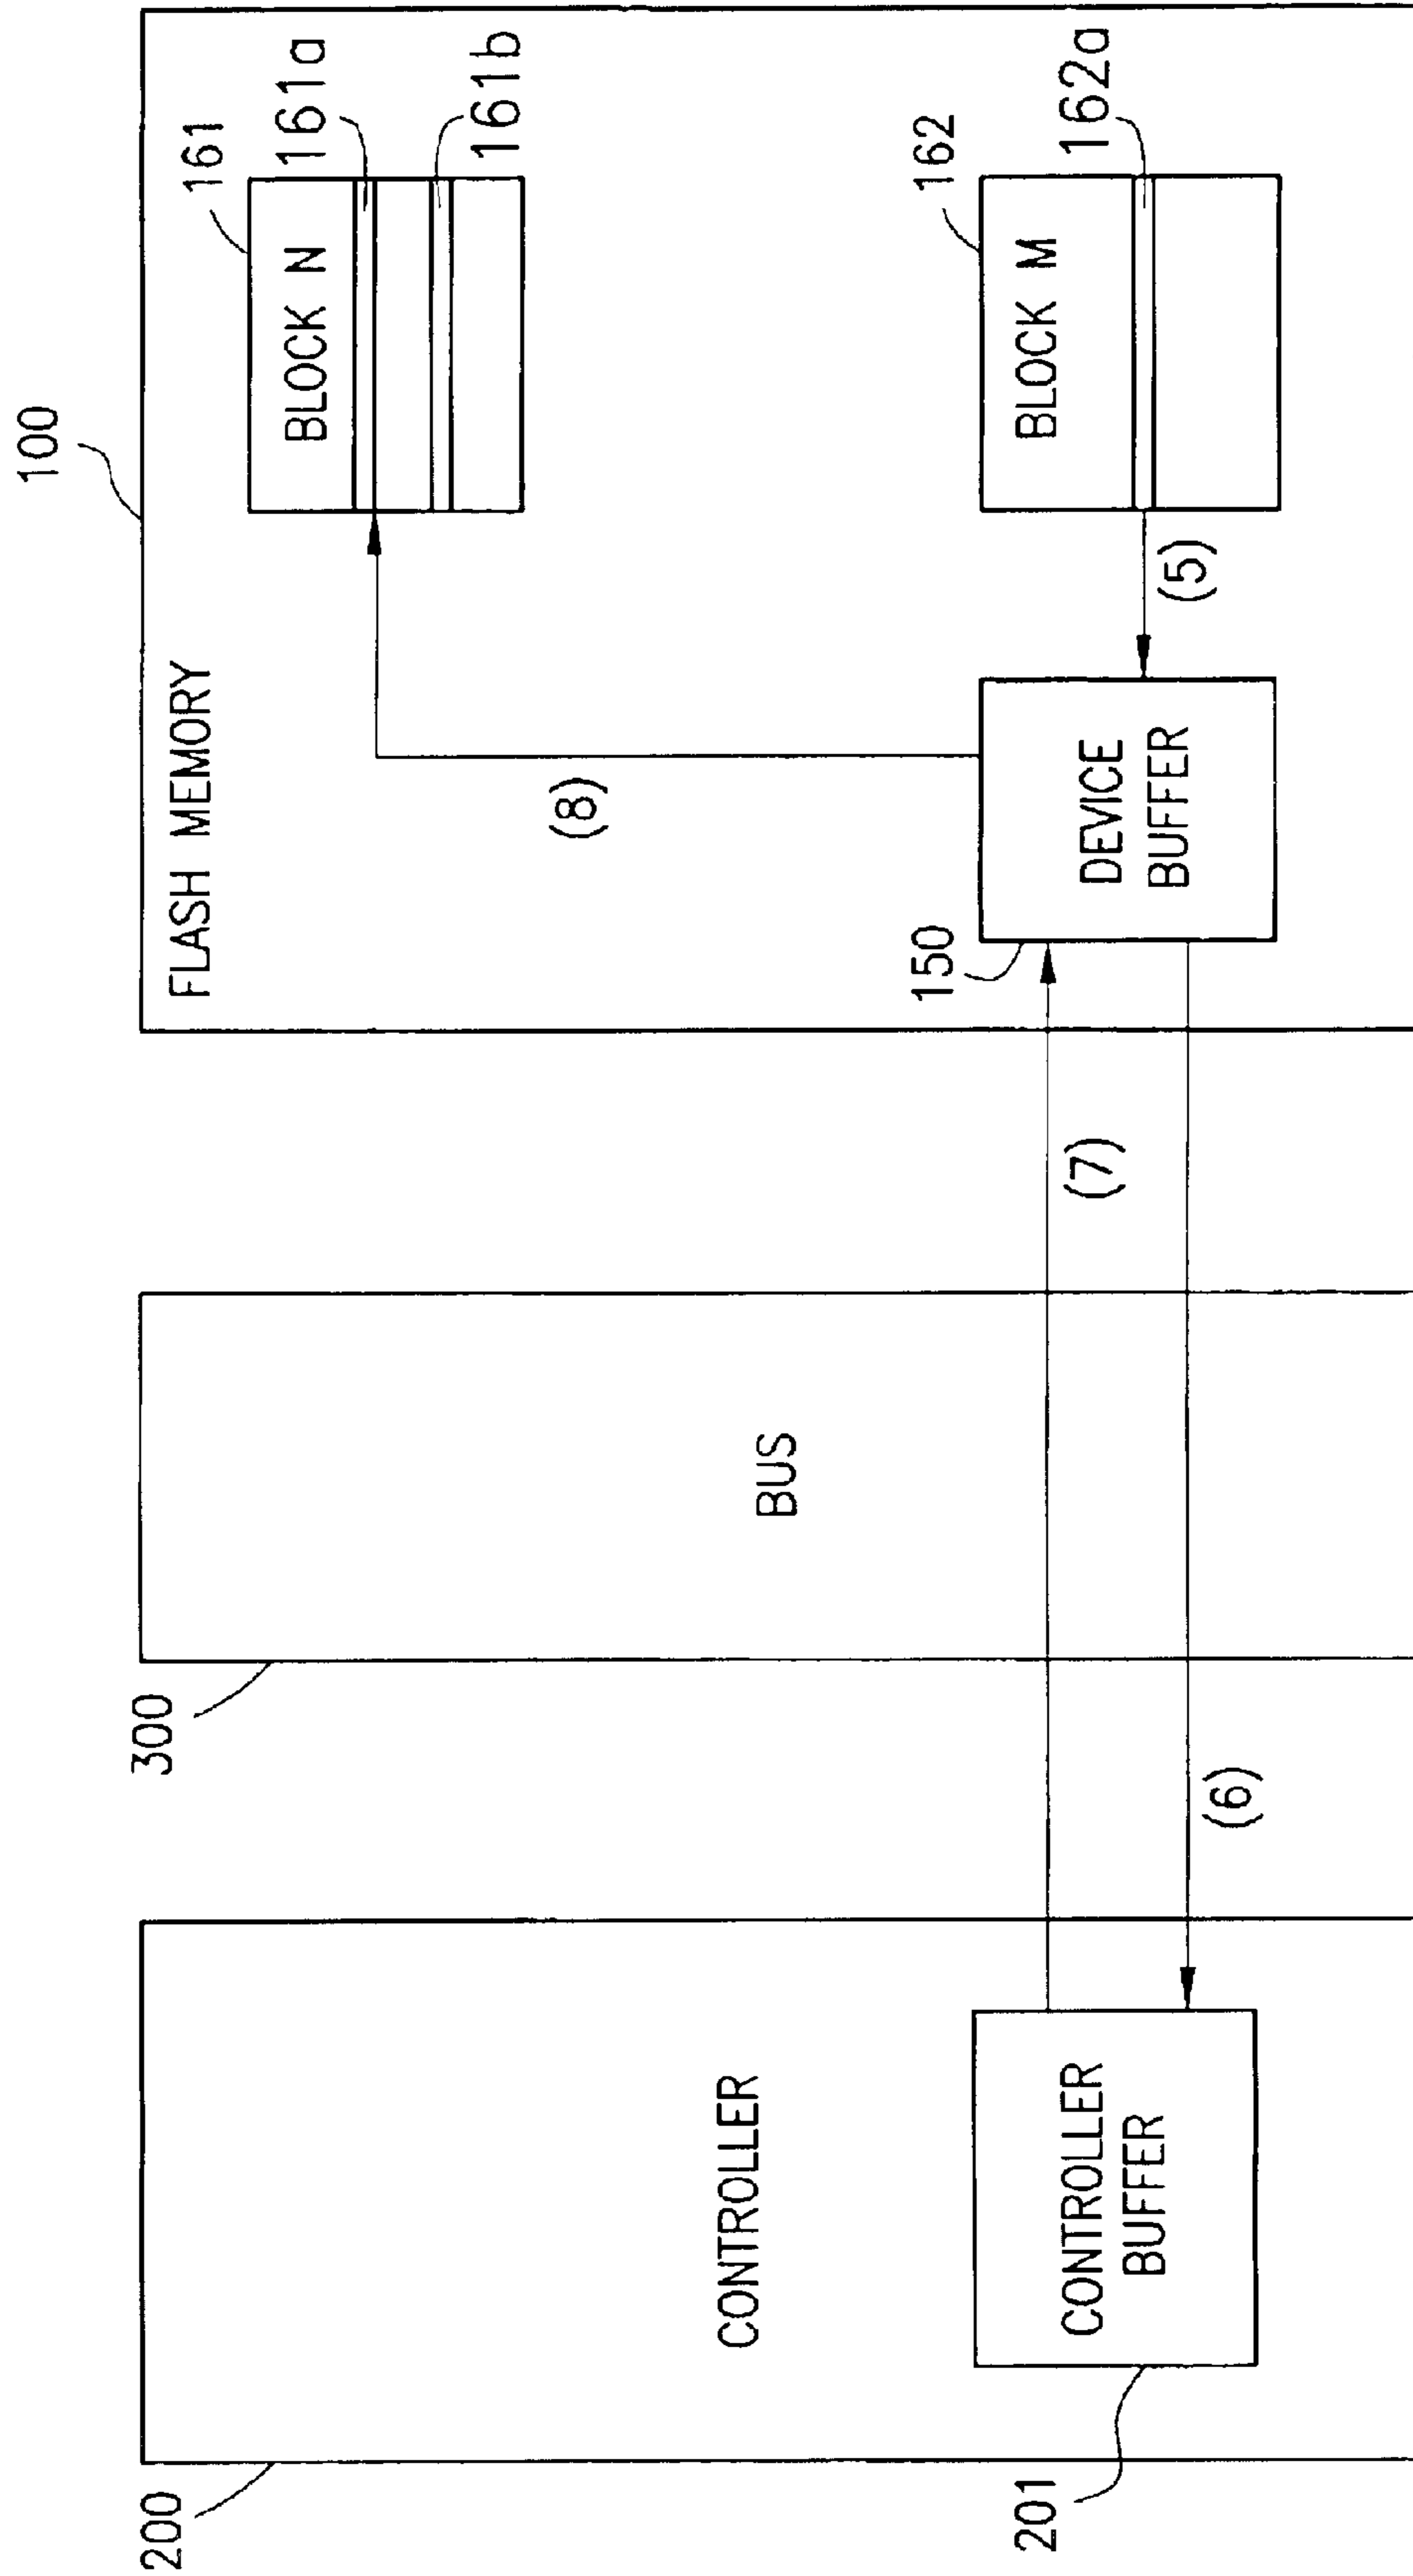 200
CONTROLLER
201
CONTROLLER
BUFFER
(6)
300
BUS
(7)
100
FLASH MEMORY
150
DEVICE
BUFFER
(8)
(5)
161
BLOCK N
161a
161b
162
BLOCK M
162a